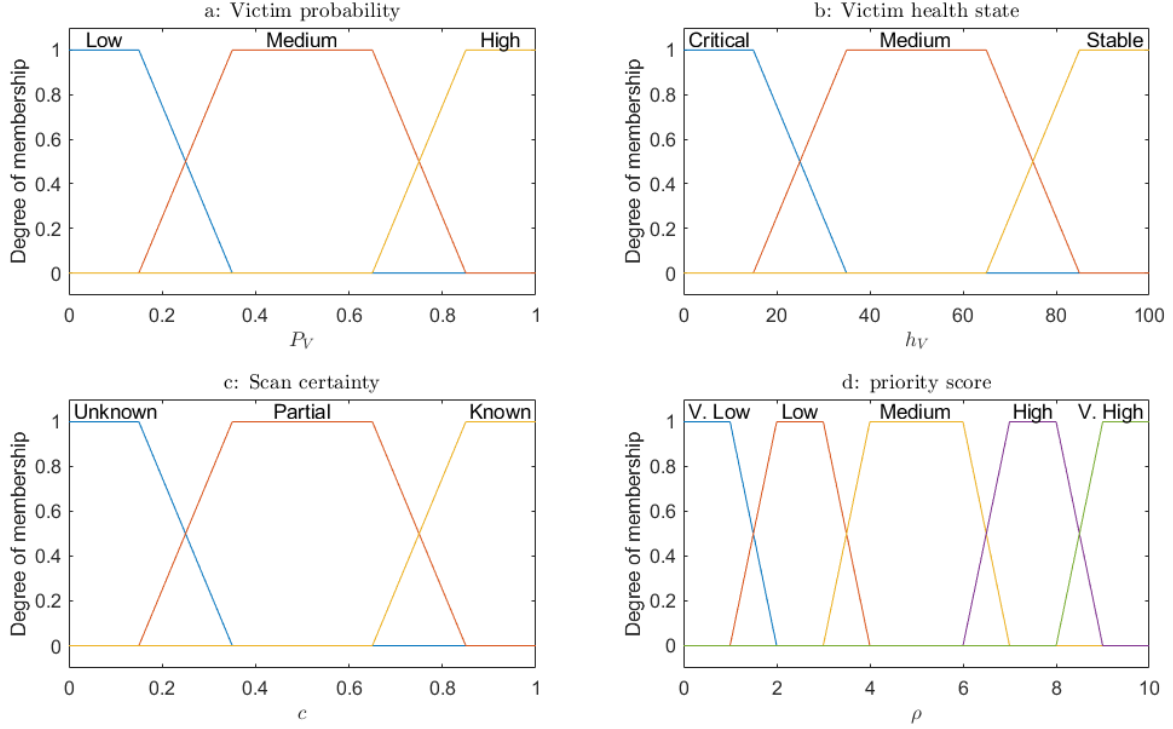 a: Victim probability
Low Medium High
1
0.8
0.6
0.4
0.2
0
Degree of membership
0 0.2 0.4 0.6 0.8 1
P_V
b: Victim health state
Critical Medium Stable
1
0.8
0.6
0.4
0.2
0
Degree of membership
0 20 40 60 80 100
h_V
c: Scan certainty
Unknown Partial Known
1
0.8
0.6
0.4
0.2
0
Degree of membership
0 0.2 0.4 0.6 0.8 1
c
d: priority score
V. Low Low Medium High V. High
1
0.8
0.6
0.4
0.2
0
Degree of membership
0 2 4 6 8 10
ρ